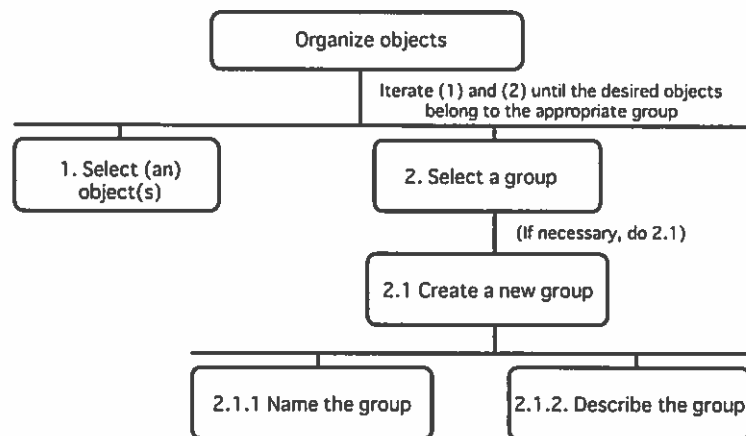 Organize objects
Iterate (1) and (2) until the desired objects
belong to the appropriate group
1. Select (an)
object(s)
2. Select a group
(If necessary, do 2.1)
2.1 Create a new group
2.1.1 Name the group
2.1.2. Describe the group